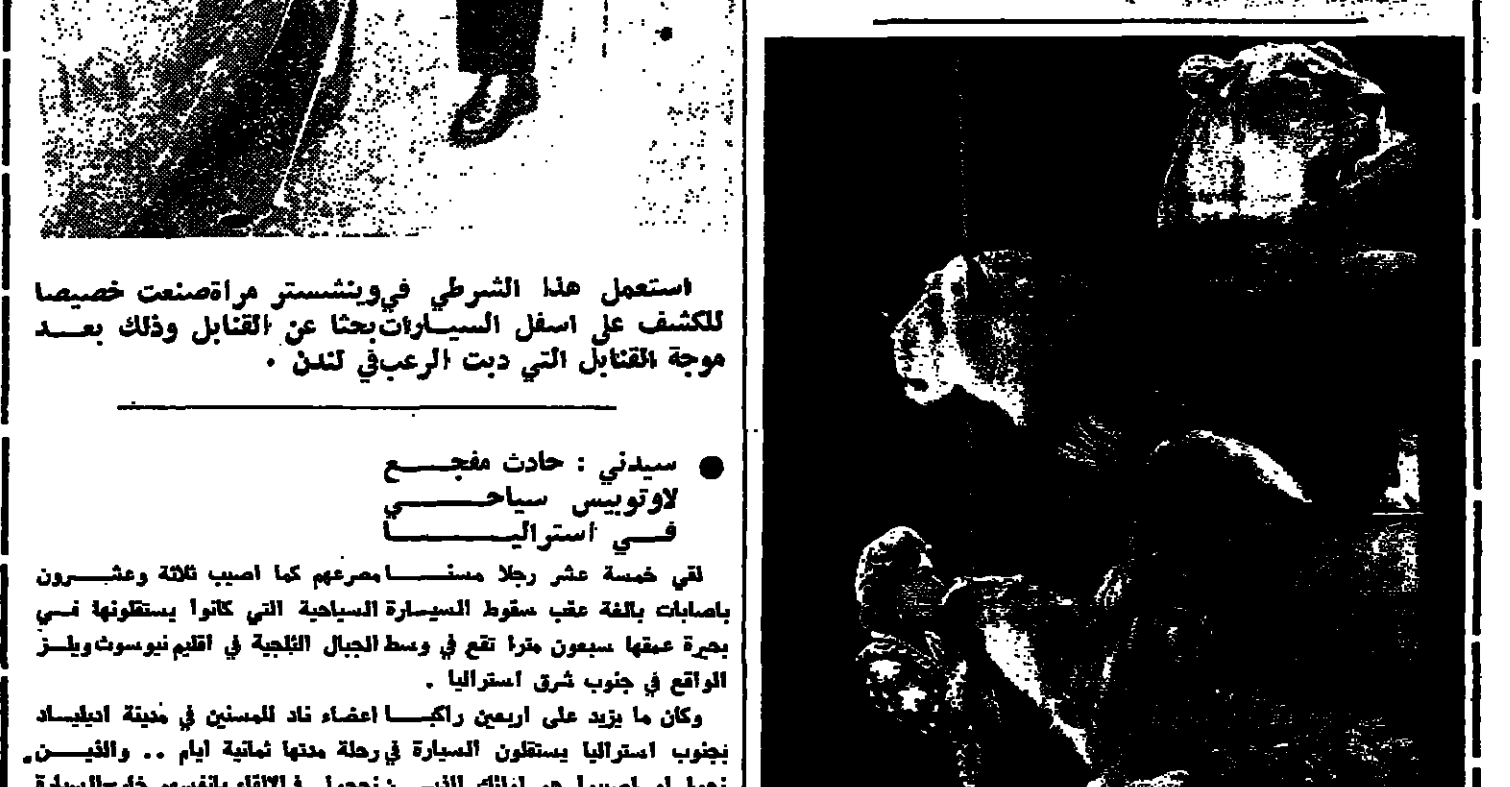 استعمل هذا الشرطي في وينشستر مراة صنعت خصيصا
للكشف على اسفل السيارات بحثا عن القنابل وذلك بعد
موجة القنابل التي دبت الرعب في لندن .
● سيدني : حادث مفجع
لاوتوبيس سياحي
في استراليا
لقي خمسة عشر رجلا مسنا مصرعهم كما اصيب ثلاثة وعشرون
باصابات بالغة عقب سقوط السيارة السياحية التي كانوا يستقلونها في
بحيرة عمقها سبعون مترا تقع في وسط الجبال الثلجية في اقليم نيوسوث ويلز
الواقع في جنوب شرق استراليا .
وكان ما يزيد على اربعين راكبا اعضاء ناد للمسنين في مدينة اديلياد
بجنوب استراليا يستقلون السيارة في رحلة مدتها ثمانية ايام .. والذين